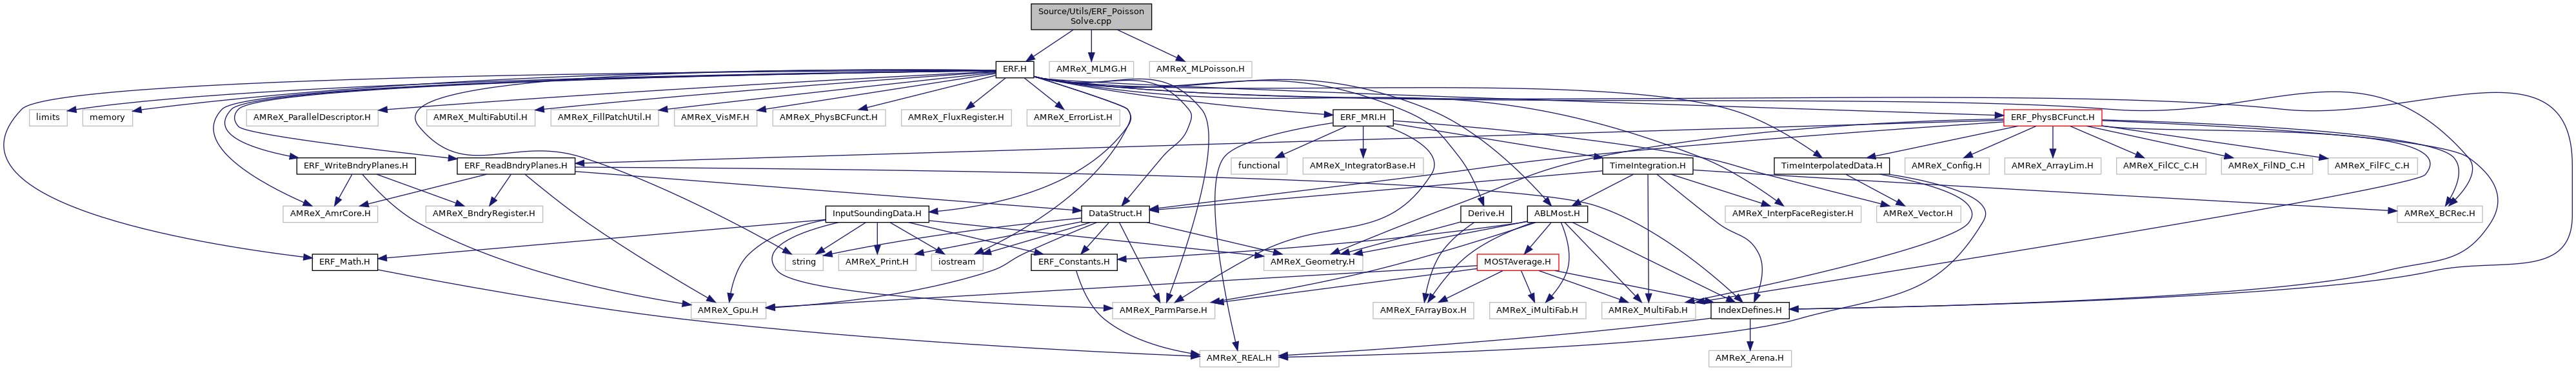 Source/Utils/ERF_Poisson
Solve.cpp
ERF.H
AMReX_MLMG.H
AMReX_MLPoisson.H
limits
memory
AMReX_ParallelDescriptor.H
AMReX_MultiFabUtil.H
AMReX_FillPatchUtil.H
AMReX_VisMF.H
AMReX_PhysBCFunct.H
AMReX_FluxRegister.H
AMReX_ErrorList.H
ERF_MRI.H
ERF_PhysBCFunct.H
ERF_WriteBndryPlanes.H
ERF_ReadBndryPlanes.H
functional
AMReX_IntegratorBase.H
TimeIntegration.H
TimeInterpolatedData.H
AMReX_Config.H
AMReX_ArrayLim.H
AMReX_FilCC_C.H
AMReX_FilND_C.H
AMReX_FilFC_C.H
AMReX_AmrCore.H
AMReX_BndryRegister.H
InputSoundingData.H
DataStruct.H
Derive.H
ABLMost.H
AMReX_InterpFaceRegister.H
AMReX_Vector.H
AMReX_BCRec.H
ERF_Math.H
string
AMReX_Print.H
iostream
ERF_Constants.H
AMReX_Geometry.H
MOSTAverage.H
AMReX_Gpu.H
AMReX_ParmParse.H
AMReX_FArrayBox.H
AMReX_iMultiFab.H
AMReX_MultiFab.H
IndexDefines.H
AMReX_REAL.H
AMReX_Arena.H